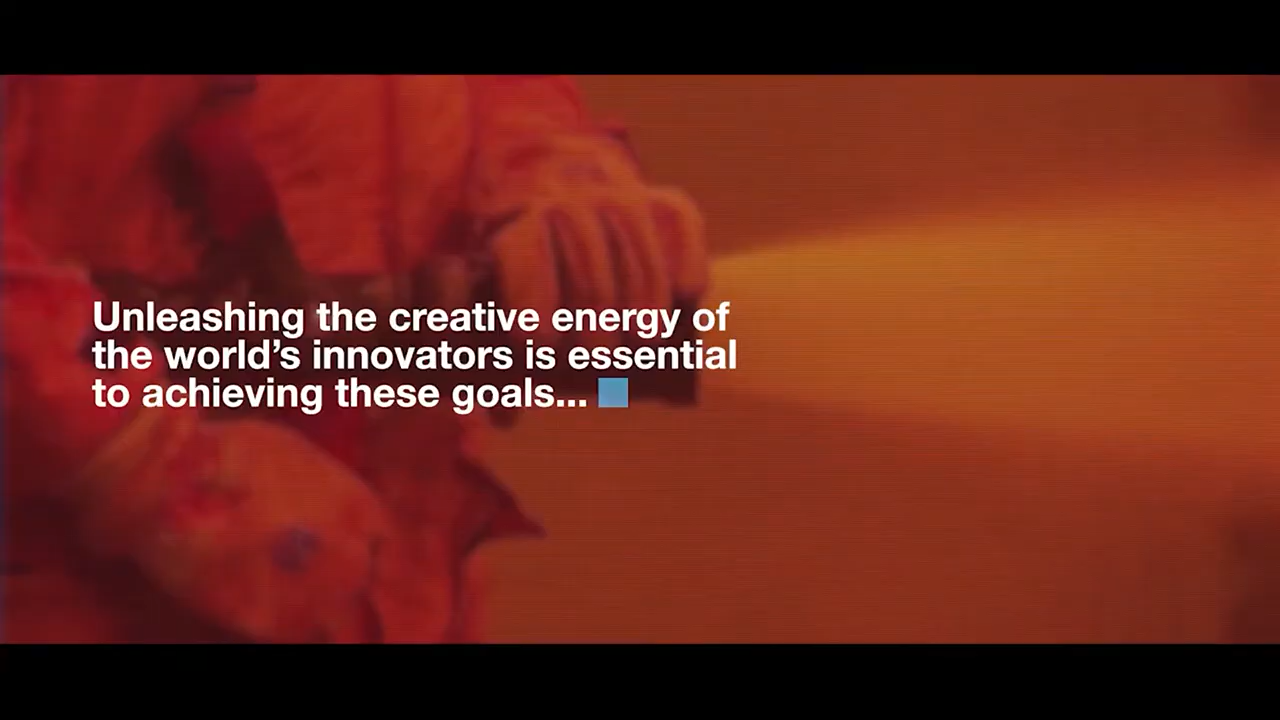 Unleashing the creative energy of
the world’s innovators is essential
to achieving these goals...